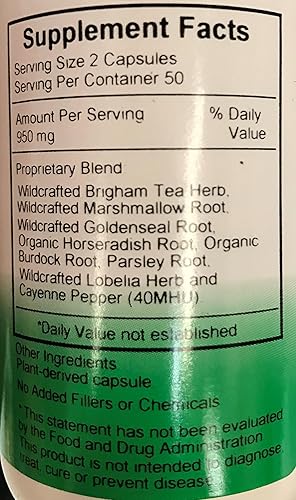 Supplement Facts
Serving Size 2 Capsules
Serving Per Container 50
Amount Per Serving % Daily
950 mg Value
Proprietary Blend
Wildcrafted Brigham Tea Herb,
Wildcrafted Marshmallow Root,
Wildcrafted Goldenseal Root,
Organic Horseradish Root, Organic
Burdock Root, Parsley Root,
Wildcrafted Lobelia Herb and
Cayenne Pepper (40MHU)
*Daily Value not established
Other Ingredients
Plant-derived capsule
No Added Fillers or Chemicals
*This statement has not been evaluated
by the Food and Drug Administration
This product is not intended to diagnose,
treat, cure or prevent disease.